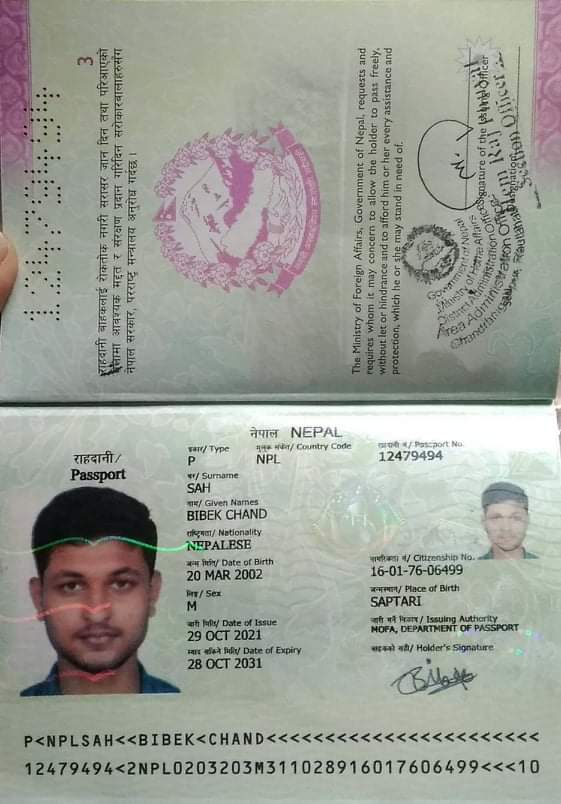 12479494
3
राहदानी बाहकलाई रोकतोक नगरी सरासर जान दिन तथा परिआएको
बेलामा आवश्यक मद्दत र संरक्षण प्रदान गरिदिन सरोकारवालाहरूसँग
नेपाल सरकार, परराष्ट्र मन्त्रालय अनुरोध गर्दछ ।
The Ministry of Foreign Affairs, Government of Nepal, requests and
requires whom it may concern to allow the holder to pass freely,
without let or hindrance and to afford him or her every assistance and
protection, which he or she may stand in need of.
Signature of the Issuing Officer
Section Officer
Government of Nepal
Ministry of Home Affairs
District Administration Office
Area Administration Office
नेपाल NEPAL
राहदानी/
Passport
प्रकार/ Type
P
मुलुक संकेत/ Country Code
NPL
राहदानी नं/ Passport No.
12479494
थर/ Surname
SAH
नाम/ Given Names
BIBEK CHAND
राष्ट्रियता/ Nationality
NEPALESE
जन्म मिति/ Date of Birth
20 MAR 2002
नागरिकता नं/ Citizenship No.
16-01-76-06499
लिङ्ग/ Sex
M
जन्मस्थान/ Place of Birth
SAPTARI
जारी मिति/ Date of Issue
29 OCT 2021
जारी गर्ने निकाय/ Issuing Authority
MOFA, DEPARTMENT OF PASSPORT
म्याद सकिने मिति/ Date of Expiry
28 OCT 2031
वाहकको सही/ Holder's Signature
P<NPLSAH<<BIBEK<CHAND<<<<<<<<<<<<<<<<<<<<<<<
12479494<2NPL0203203M311028916017606499<<<10